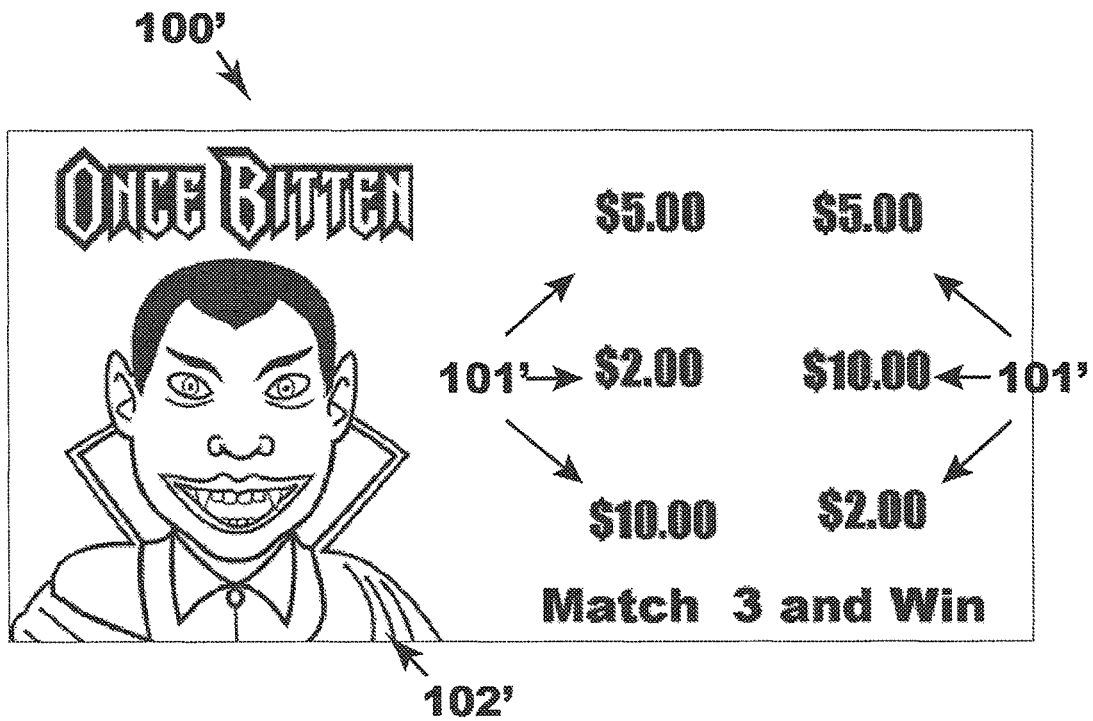 100’
ONCE BITTEN
$5.00 $5.00
101’ $2.00 $10.00 101’
$10.00 $2.00
Match 3 and Win
102’